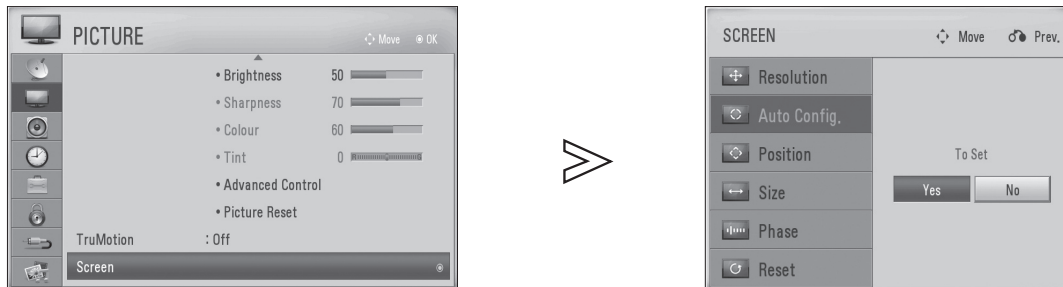 PICTURE
Move OK
• Brightness 50
• Sharpness 70
• Colour 60
• Tint 0
• Advanced Control
• Picture Reset
TruMotion : Off
Screen
SCREEN
Move Prev.
Resolution
Auto Config.
Position
Size
Phase
Reset
To Set
Yes No